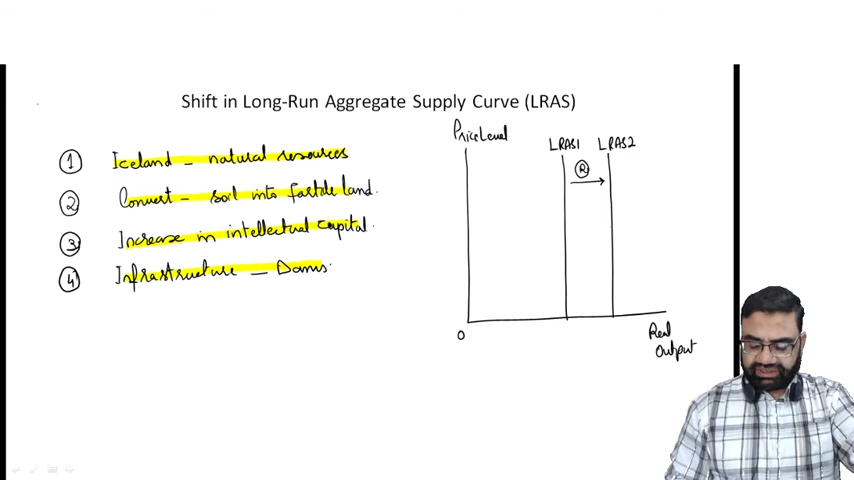 Shift in Long-Run Aggregate Supply Curve (LRAS)
1 Iceland – natural resources
2 Convert – soil into fertile land.
3 Increase in intellectual capital.
4 Infrastructure – Dams.
Price Level
LRAS1 LRAS2
R
0
Real
Output